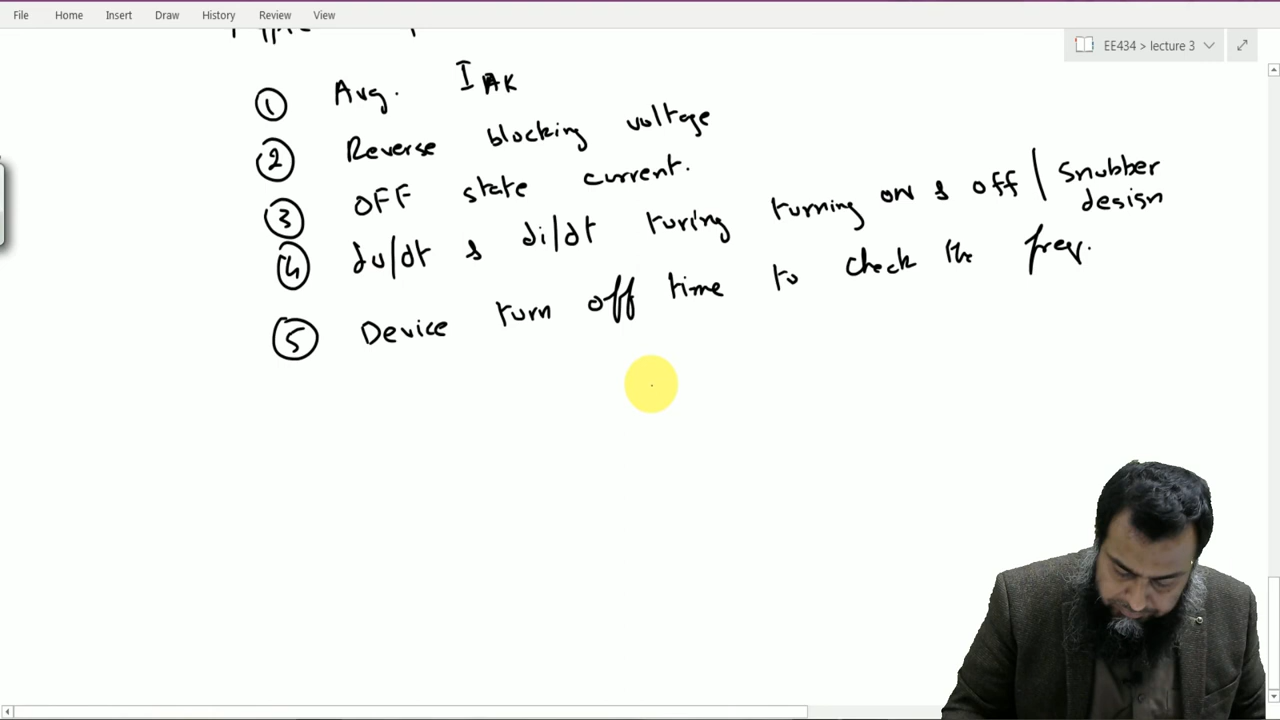 File Home Insert Draw History Review View
EE434 > lecture 3
① Avg. IAK
② Reverse blocking voltage
③ OFF state current.
④ dv/dt & di/dt turing turning on & off / Snubber design
⑤ Device turn off time to check the freq.